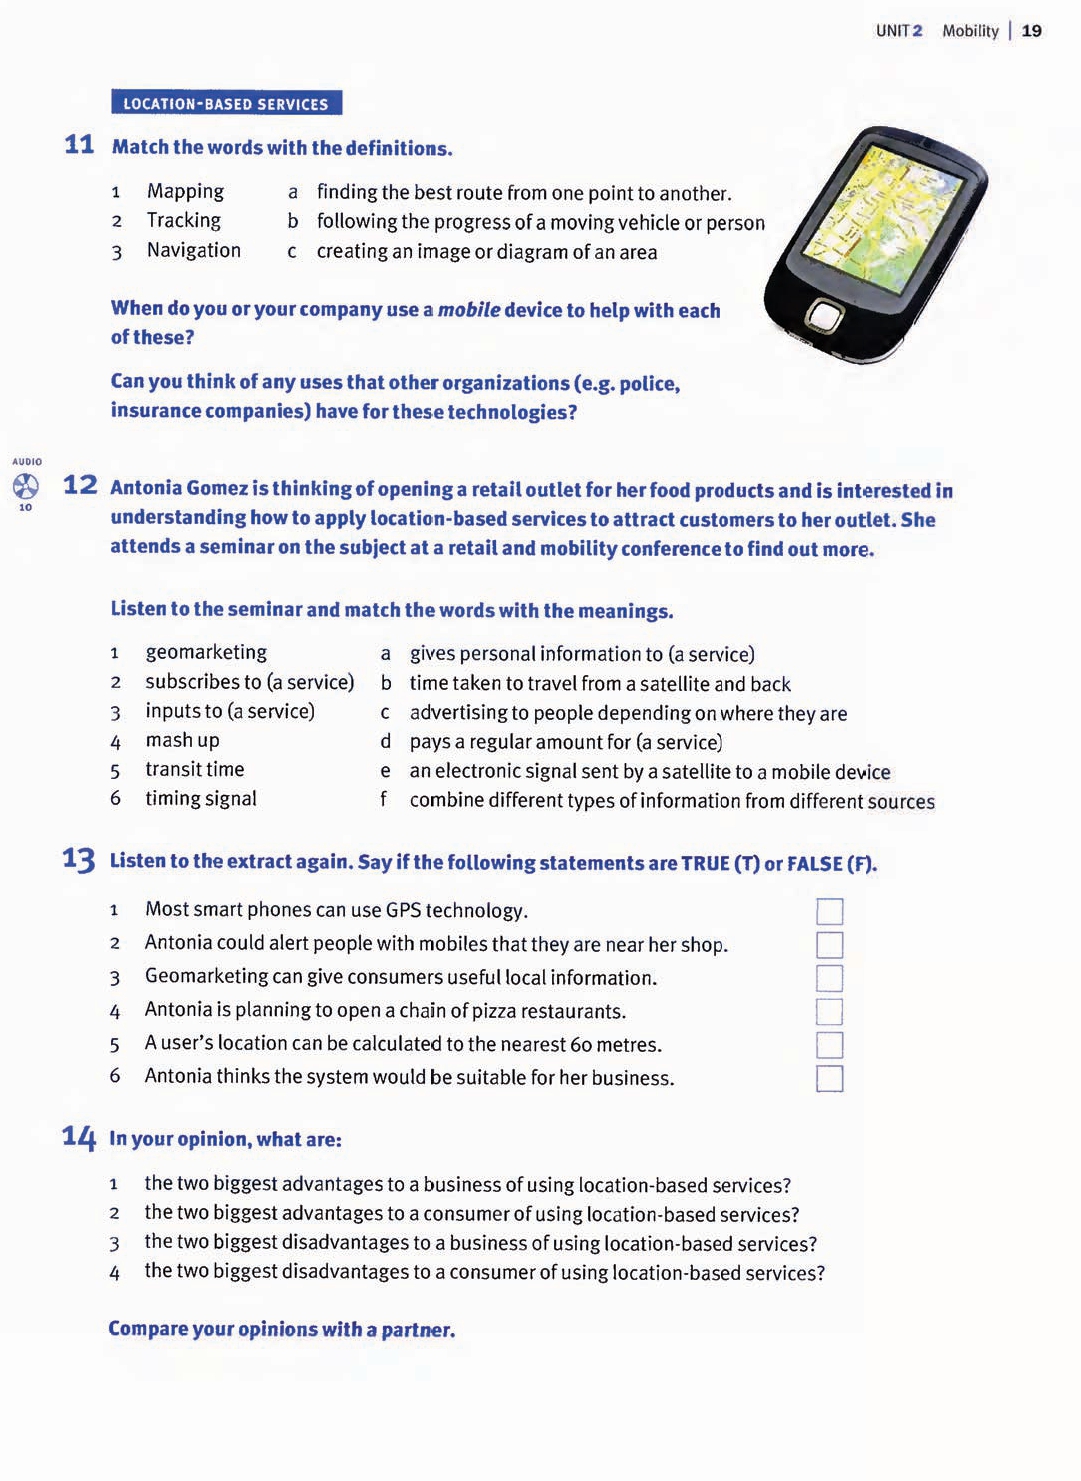 UNIT 2 Mobility | 19
LOCATION-BASED SERVICES
11 Match the words with the definitions.
1 Mapping a finding the best route from one point to another.
2 Tracking b following the progress of a moving vehicle or person
3 Navigation c creating an image or diagram of an area
When do you or your company use a mobile device to help with each
of these?
Can you think of any uses that other organizations (e.g. police,
insurance companies) have for these technologies?
AUDIO
10
12 Antonia Gomez is thinking of opening a retail outlet for her food products and is interested in
understanding how to apply location-based services to attract customers to her outlet. She
attends a seminar on the subject at a retail and mobility conference to find out more.
Listen to the seminar and match the words with the meanings.
1 geomarketing a gives personal information to (a service)
2 subscribes to (a service) b time taken to travel from a satellite and back
3 inputs to (a service) c advertising to people depending on where they are
4 mash up d pays a regular amount for (a service)
5 transit time e an electronic signal sent by a satellite to a mobile device
6 timing signal f combine different types of information from different sources
13 Listen to the extract again. Say if the following statements are TRUE (T) or FALSE (F).
1 Most smart phones can use GPS technology.
2 Antonia could alert people with mobiles that they are near her shop.
3 Geomarketing can give consumers useful local information.
4 Antonia is planning to open a chain of pizza restaurants.
5 A user's location can be calculated to the nearest 60 metres.
6 Antonia thinks the system would be suitable for her business.
14 In your opinion, what are:
1 the two biggest advantages to a business of using location-based services?
2 the two biggest advantages to a consumer of using location-based services?
3 the two biggest disadvantages to a business of using location-based services?
4 the two biggest disadvantages to a consumer of using location-based services?
Compare your opinions with a partner.